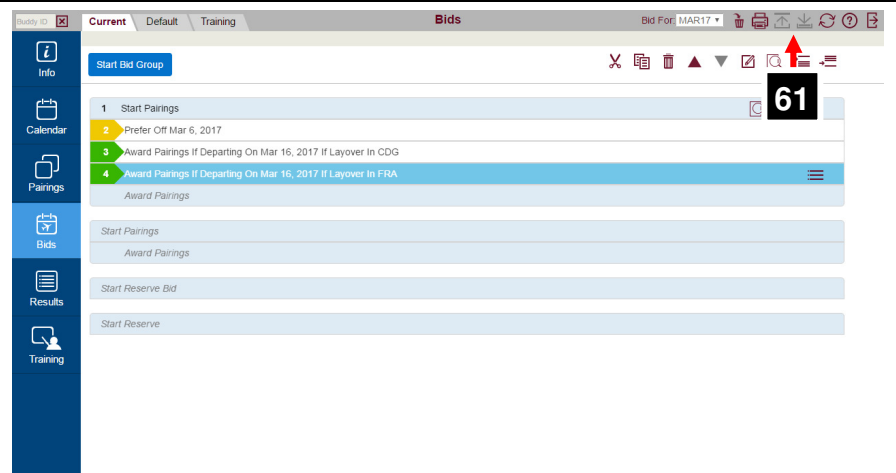 Buddy ID
Current Default Training Bids Bid For: MAR17
Info
Start Bid Group
61
Calendar
1 Start Pairings
2 Prefer Off Mar 6, 2017
3 Award Pairings If Departing On Mar 16, 2017 If Layover In CDG
4 Award Pairings If Departing On Mar 16, 2017 If Layover In FRA
Award Pairings
Pairings
Start Pairings
Award Pairings
Bids
Start Reserve Bid
Results
Start Reserve
Training